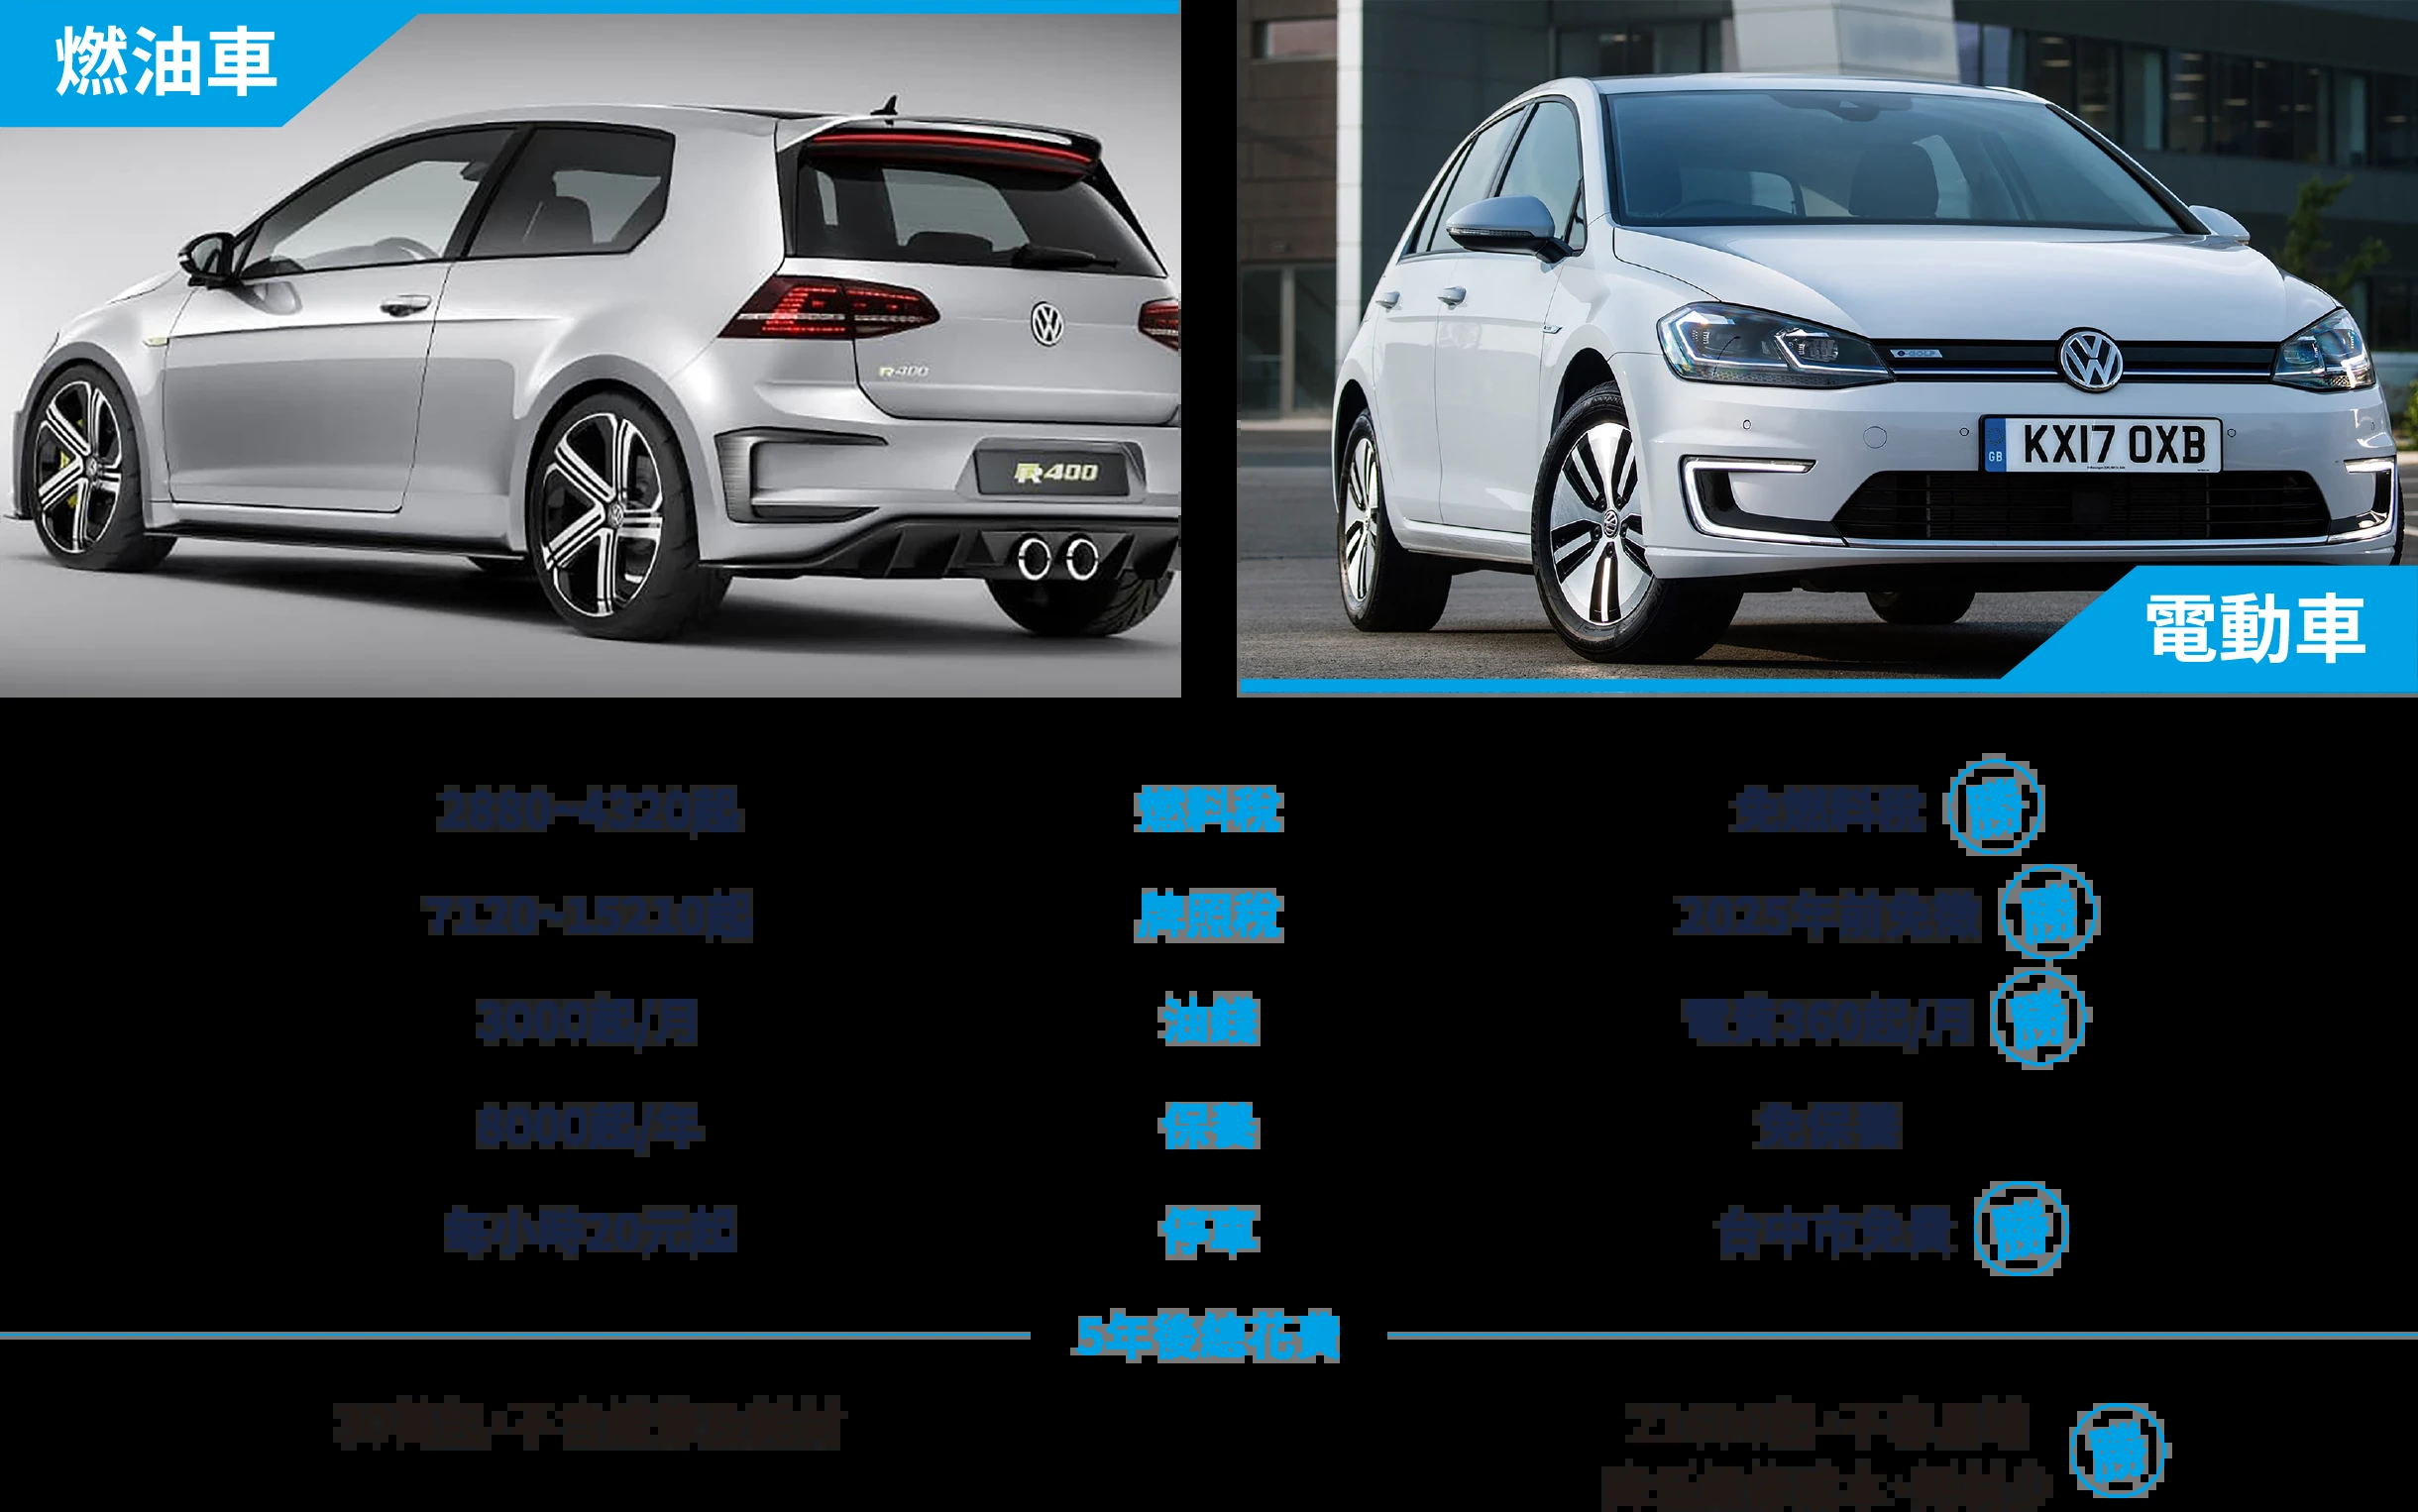 燃油車
R400
R400
e-GOLF
GB
KX17 OXB
電動車
2880~4320起 燃料稅 免燃料稅 勝
7120~15210起 牌照稅 2025年前免徵 勝
3000起/月 油錢 電費360起/月 勝
8000起/年 保養 免保養
每小時20元起 停車 台中市免費 勝
5年後總花費
勝